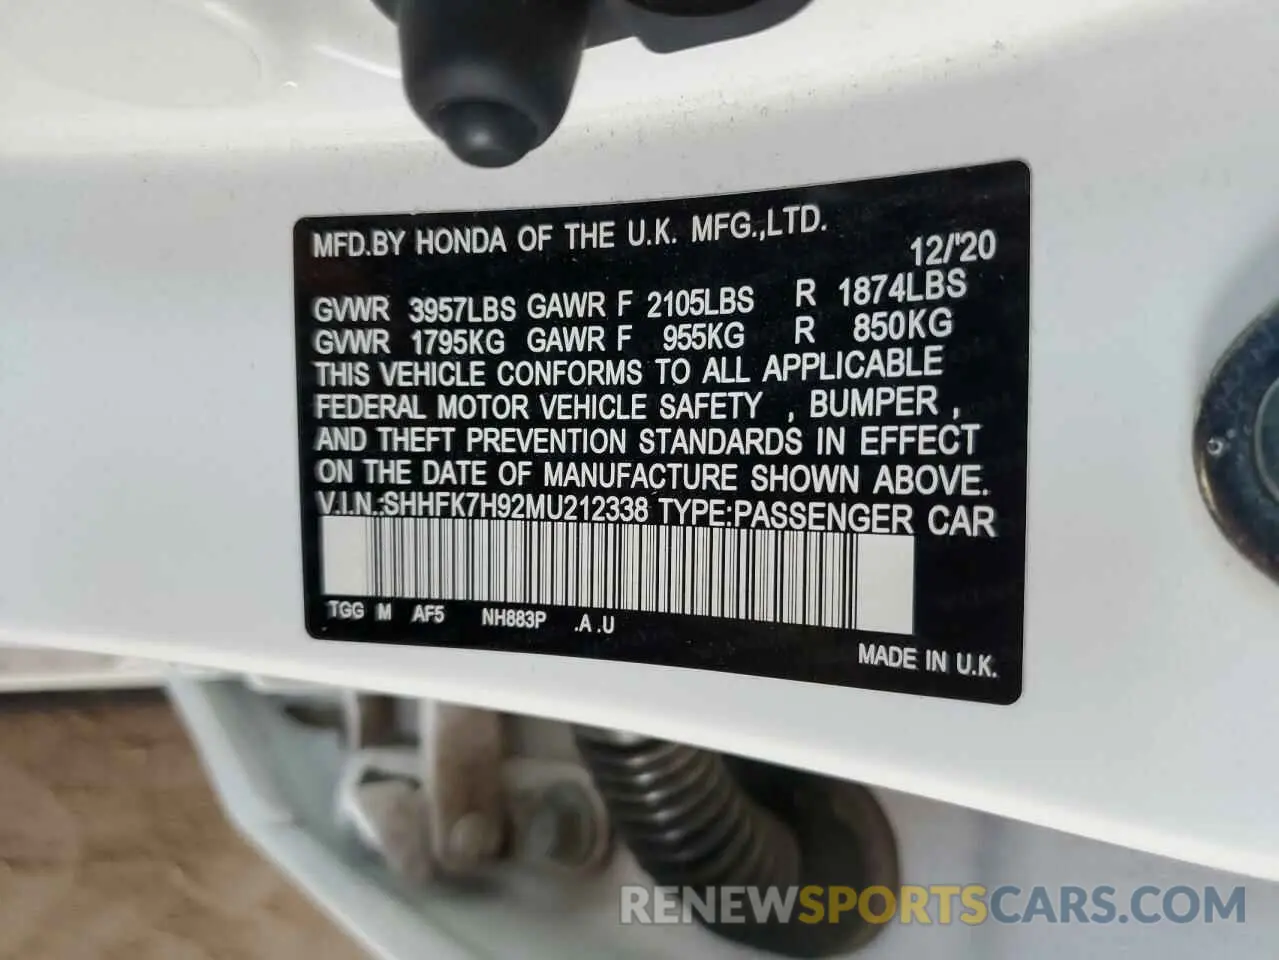 MFD.BY HONDA OF THE U.K. MFG.,LTD.
12/'20
GVWR 3957LBS GAWR F 2105LBS R 1874LBS
GVWR 1795KG GAWR F 955KG R 850KG
THIS VEHICLE CONFORMS TO ALL APPLICABLE
FEDERAL MOTOR VEHICLE SAFETY , BUMPER ,
AND THEFT PREVENTION STANDARDS IN EFFECT
ON THE DATE OF MANUFACTURE SHOWN ABOVE.
V.I.N.:SHHFK7H92MU212338 TYPE:PASSENGER CAR
TGG M AF5 NH883P .A .U
MADE IN U.K.
RENEWSPORTSCARS.COM